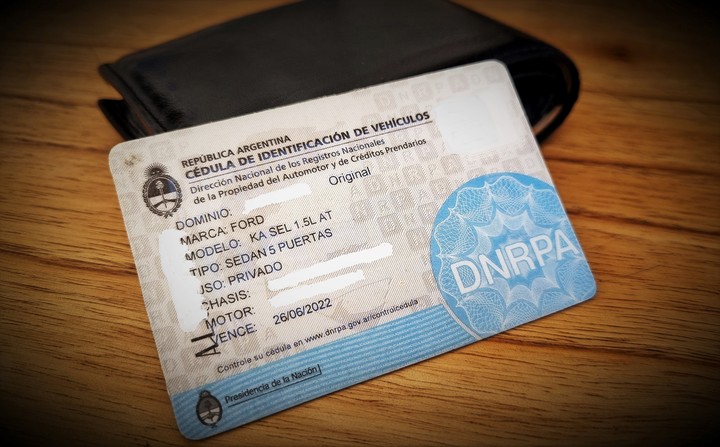 REPÚBLICA ARGENTINA
CÉDULA DE IDENTIFICACIÓN DE VEHÍCULOS
Dirección Nacional de los Registros Nacionales
de la Propiedad del Automotor y de Créditos Prendarios
Original
DOMINIO:
MARCA: FORD
MODELO: KA SEL 1.5L AT
TIPO: SEDAN 5 PUERTAS
USO: PRIVADO
CHASIS:
MOTOR:
VENCE: 26/06/2022
Controle su cédula en www.dnrpa.gov.ar/controlcedula
Presidencia de la Nación
DNRPA